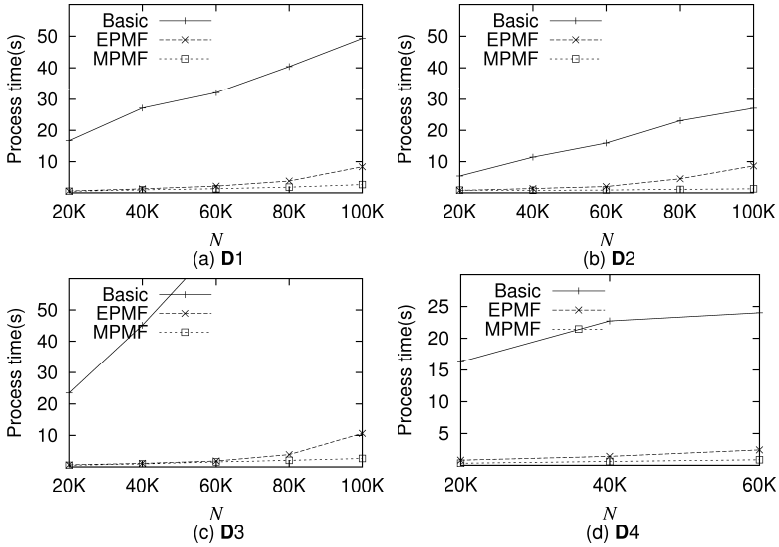 Basic
EPMF
MPMF
Process time(s)
50
40
30
20
10
20K 40K 60K 80K 100K
N
(a) D1
Basic
EPMF
MPMF
Process time(s)
50
40
30
20
10
20K 40K 60K 80K 100K
N
(b) D2
Basic
EPMF
MPMF
Process time(s)
50
40
30
20
10
20K 40K 60K 80K 100K
N
(c) D3
Basic
EPMF
MPMF
Process time(s)
25
20
15
10
5
20K 40K 60K
N
(d) D4